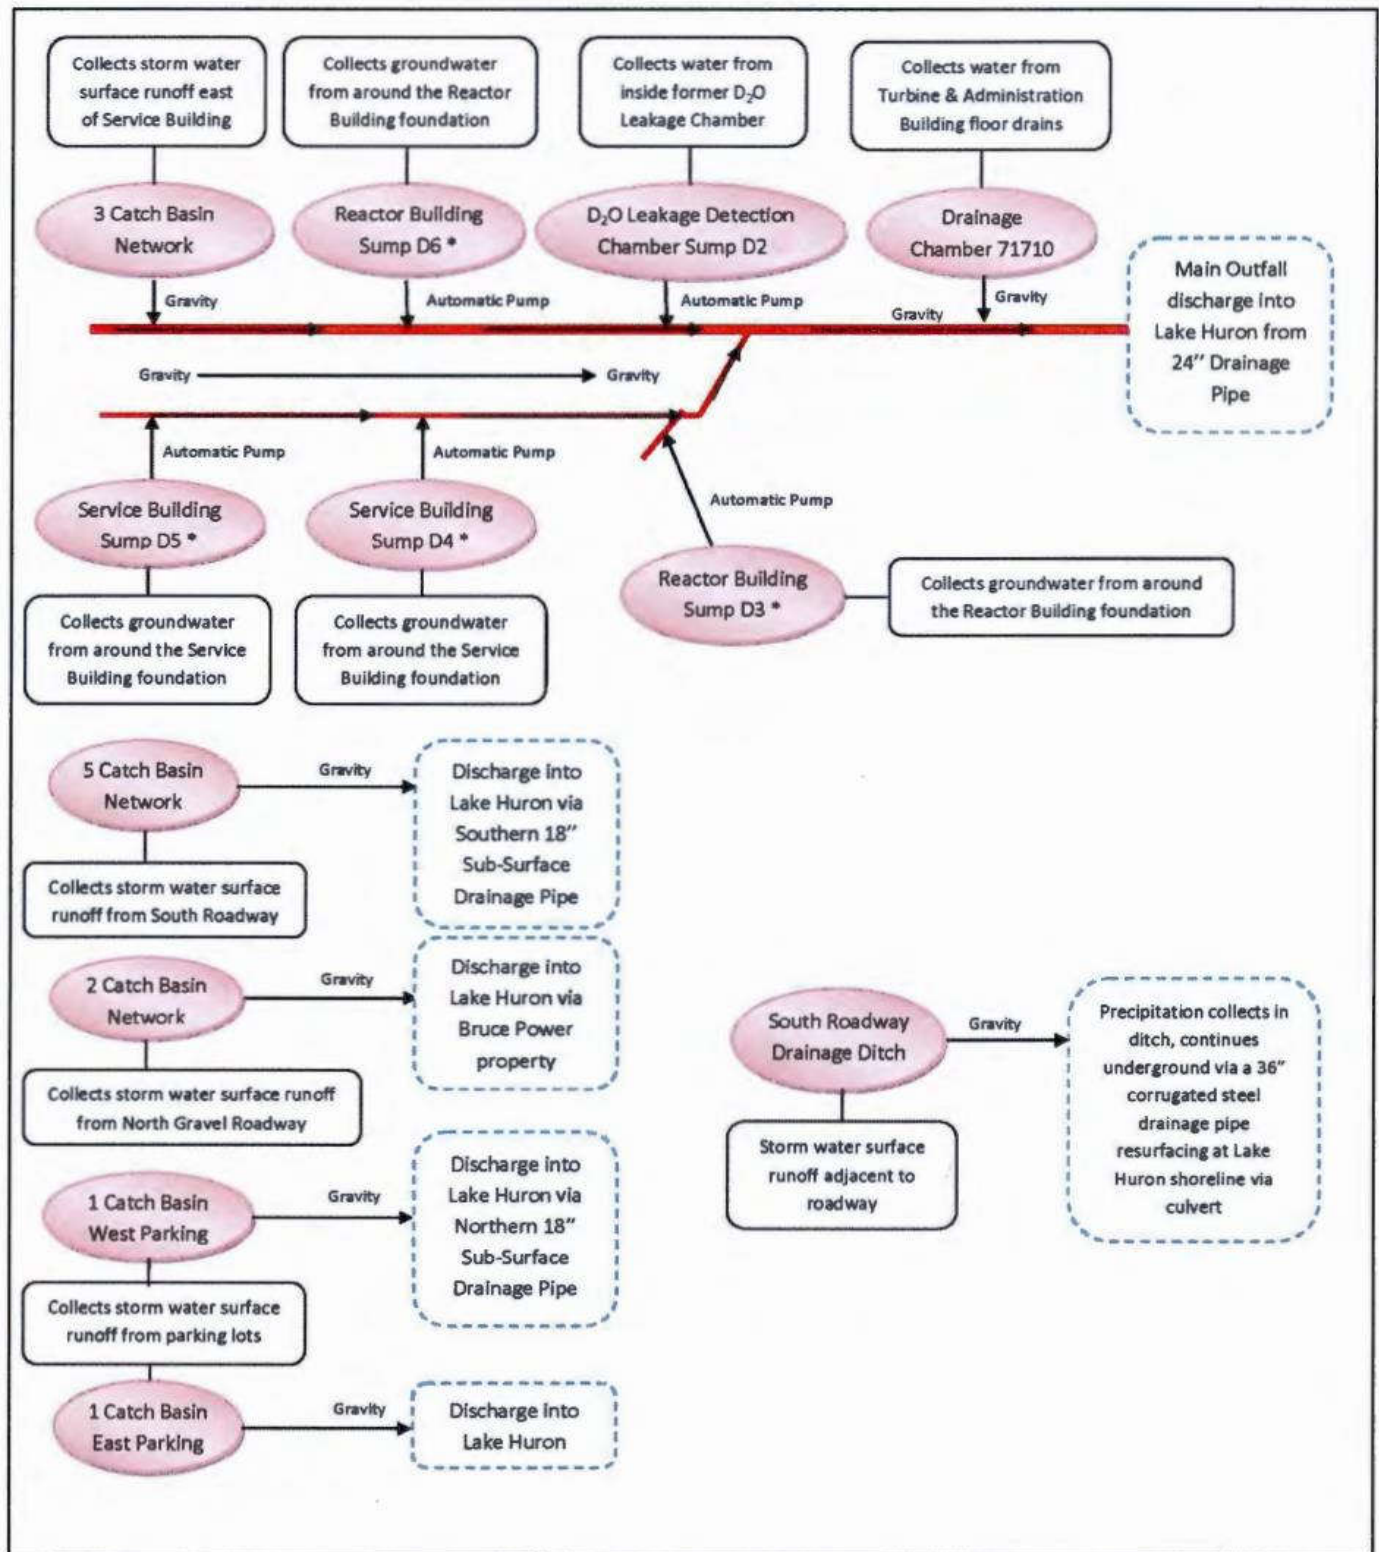 Collects storm water
surface runoff east
of Service Building
Collects groundwater
from around the Reactor
Building foundation
Collects water from
inside former D₂O
Leakage Chamber
Collects water from
Turbine & Administration
Building floor drains
3 Catch Basin
Network
Reactor Building
Sump D6 *
D₂O Leakage Detection
Chamber Sump D2
Drainage
Chamber 71710
Gravity
Automatic Pump
Automatic Pump
Gravity
Gravity
Main Outfall
discharge into
Lake Huron from
24" Drainage
Pipe
Gravity
Gravity
Automatic Pump
Automatic Pump
Automatic Pump
Service Building
Sump D5 *
Service Building
Sump D4 *
Reactor Building
Sump D3 *
Collects groundwater from around
the Reactor Building foundation
Collects groundwater
from around the Service
Building foundation
Collects groundwater
from around the Service
Building foundation
5 Catch Basin
Network
Gravity
Discharge into
Lake Huron via
Southern 18"
Sub-Surface
Drainage Pipe
Collects storm water surface
runoff from South Roadway
2 Catch Basin
Network
Gravity
Discharge into
Lake Huron via
Bruce Power
property
Collects storm water surface runoff
from North Gravel Roadway
South Roadway
Drainage Ditch
Gravity
Precipitation collects in
ditch, continues
underground via a 36"
corrugated steel
drainage pipe
resurfacing at Lake
Huron shoreline via
culvert
Storm water surface
runoff adjacent to
roadway
1 Catch Basin
West Parking
Gravity
Discharge into
Lake Huron via
Northern 18"
Sub-Surface
Drainage Pipe
Collects storm water surface
runoff from parking lots
1 Catch Basin
East Parking
Gravity
Discharge into
Lake Huron